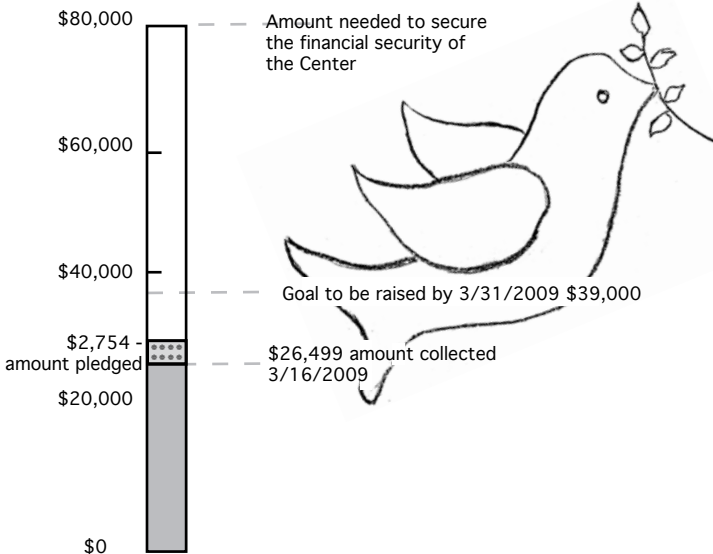 $80,000
Amount needed to secure
the financial security of
the Center
$60,000
$40,000
Goal to be raised by 3/31/2009 $39,000
$2,754 -
amount pledged
$26,499 amount collected
3/16/2009
$20,000
$0